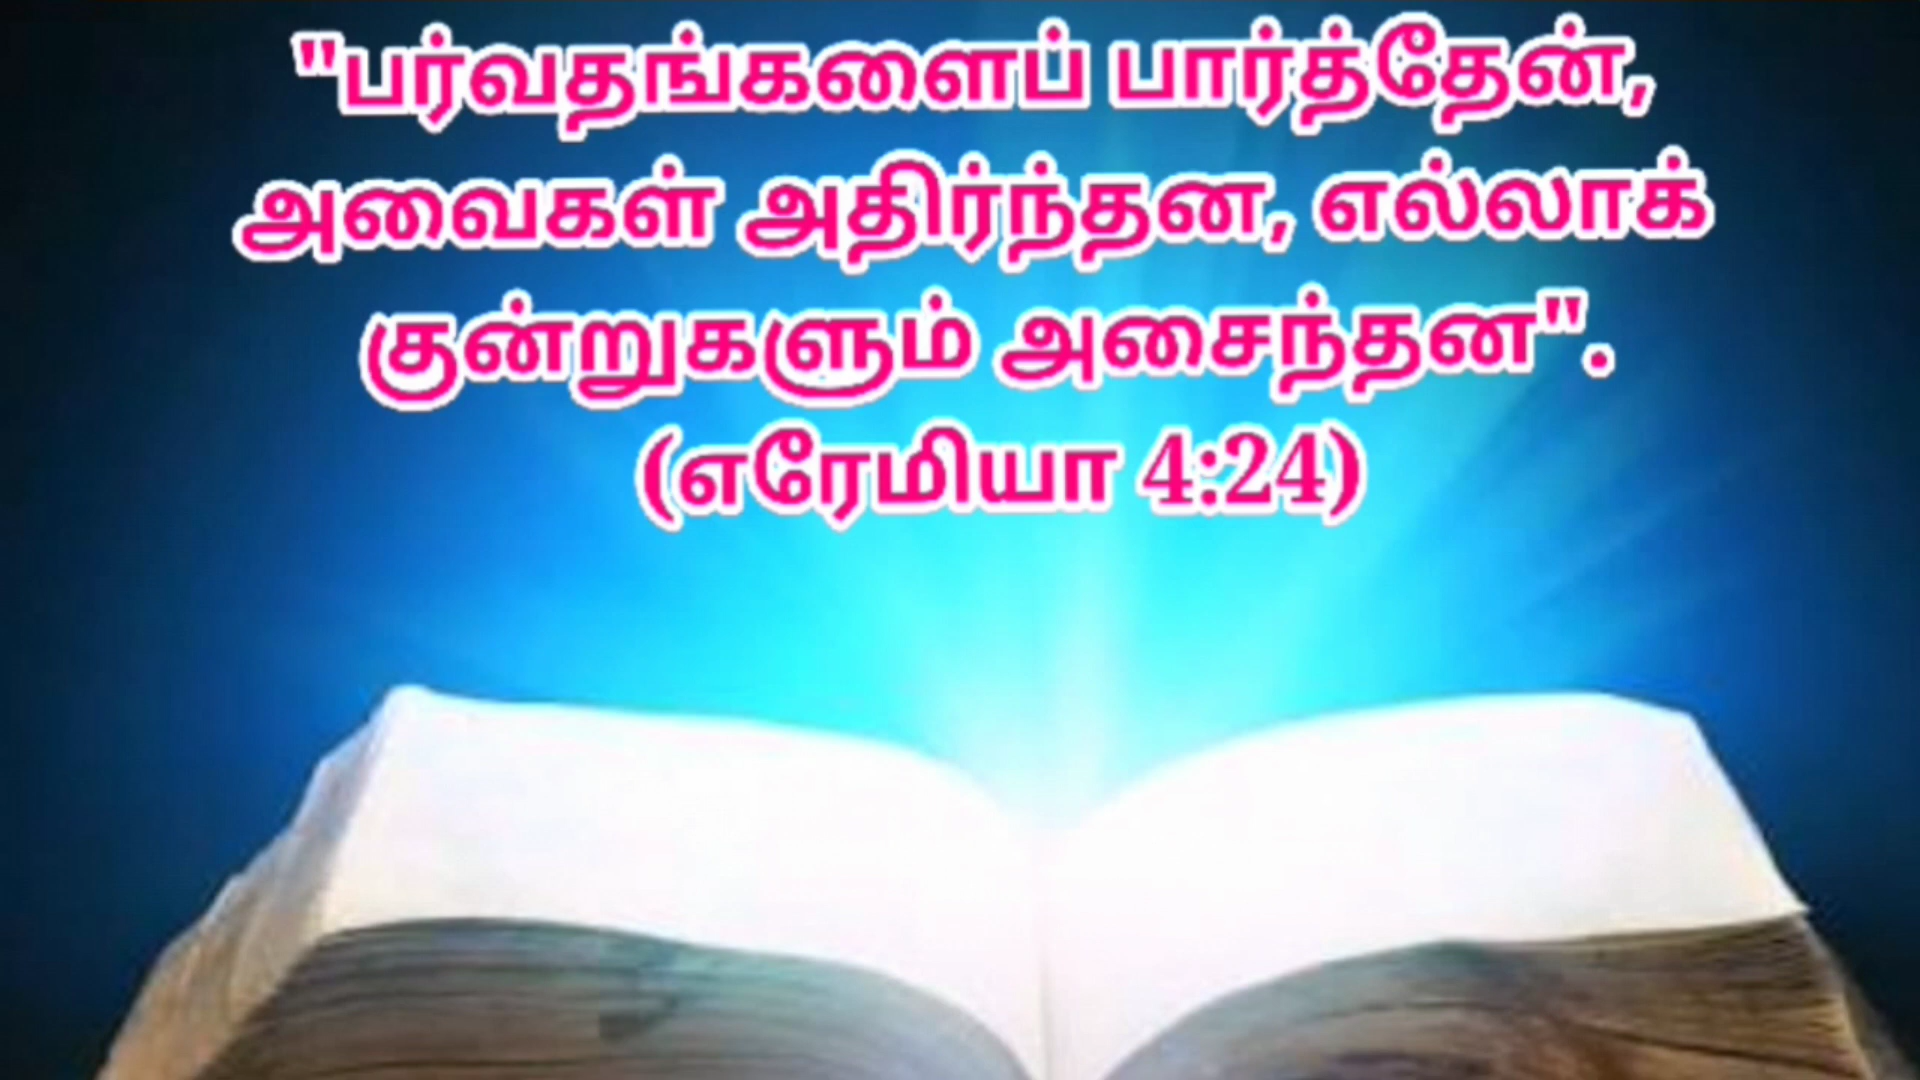 "பர்வதங்களைப் பார்த்தேன்,
அவைகள் அதிர்ந்தன, எல்லாக்
குன்றுகளும் அசைந்தன".
(எரேமியா 4:24)